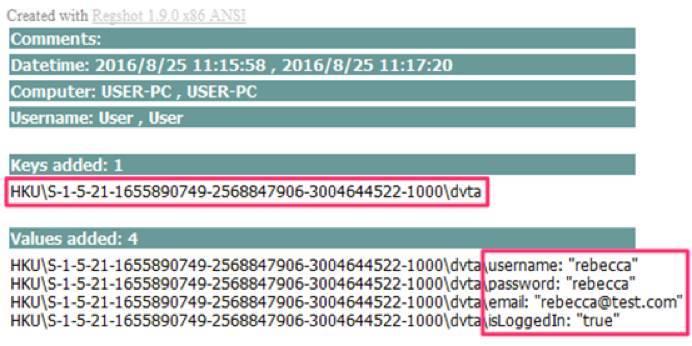 Created with Regshot 1.9.0 x86 ANSI
Comments:
Datetime: 2016/8/25 11:15:58 , 2016/8/25 11:17:20
Computer: USER-PC , USER-PC
Username: User , User
Keys added: 1
HKU\S-1-5-21-1655890749-2568847906-3004644522-1000\dvta
Values added: 4
HKU\S-1-5-21-1655890749-2568847906-3004644522-1000\dvta\username: "rebecca"
HKU\S-1-5-21-1655890749-2568847906-3004644522-1000\dvta\password: "rebecca"
HKU\S-1-5-21-1655890749-2568847906-3004644522-1000\dvta\email: "rebecca@test.com"
HKU\S-1-5-21-1655890749-2568847906-3004644522-1000\dvta\isLoggedIn: "true"